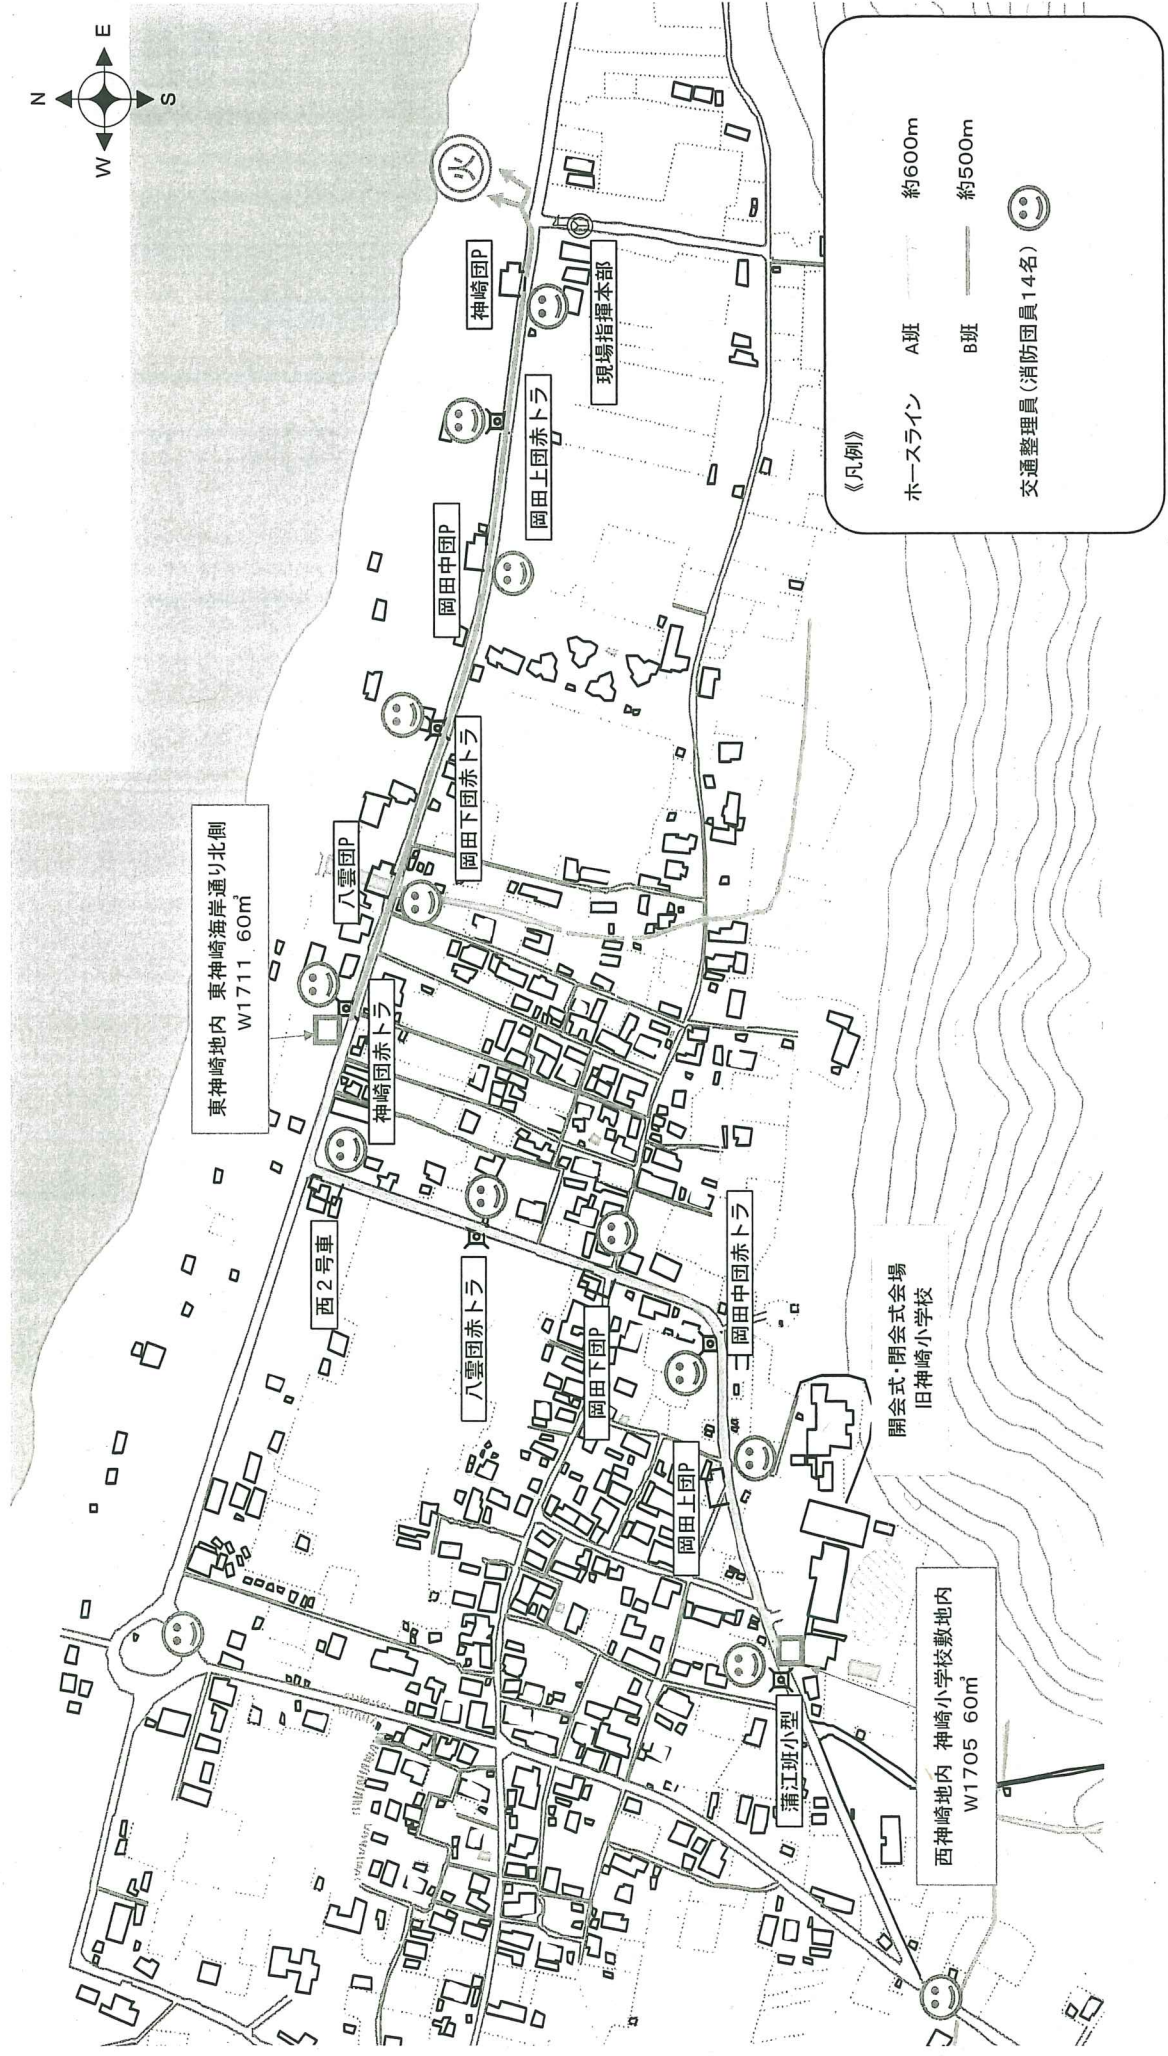 N
W
E
S
火
神崎団P
現場指揮本部
岡田上団赤トラ
岡田中団P
岡田下団赤トラ
八雲団P
東神崎地内 東神崎海岸通り北側
W1711 60㎥
神崎団赤トラ
西2号車
八雲団赤トラ
岡田下団P
岡田中団赤トラ
岡田上団P
開会式・閉会式会場
旧神崎小学校
蒲江班小型
西神崎地内 神崎小学校敷地内
W1705 60㎥
《凡例》
ホースライン A班 約600m
B班 約500m
交通整理員(消防団員14名)